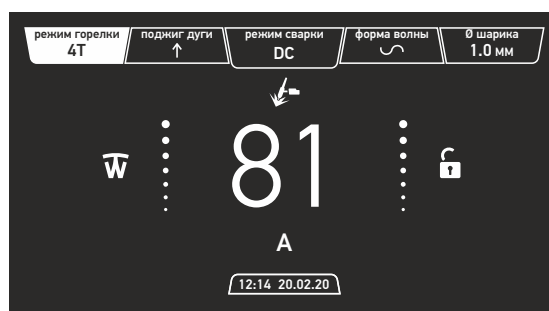 режим горелки
4T
поджиг дуги
режим сварки
DC
форма волны
Ø шарика
1.0 мм
81
A
12:14 20.02.20